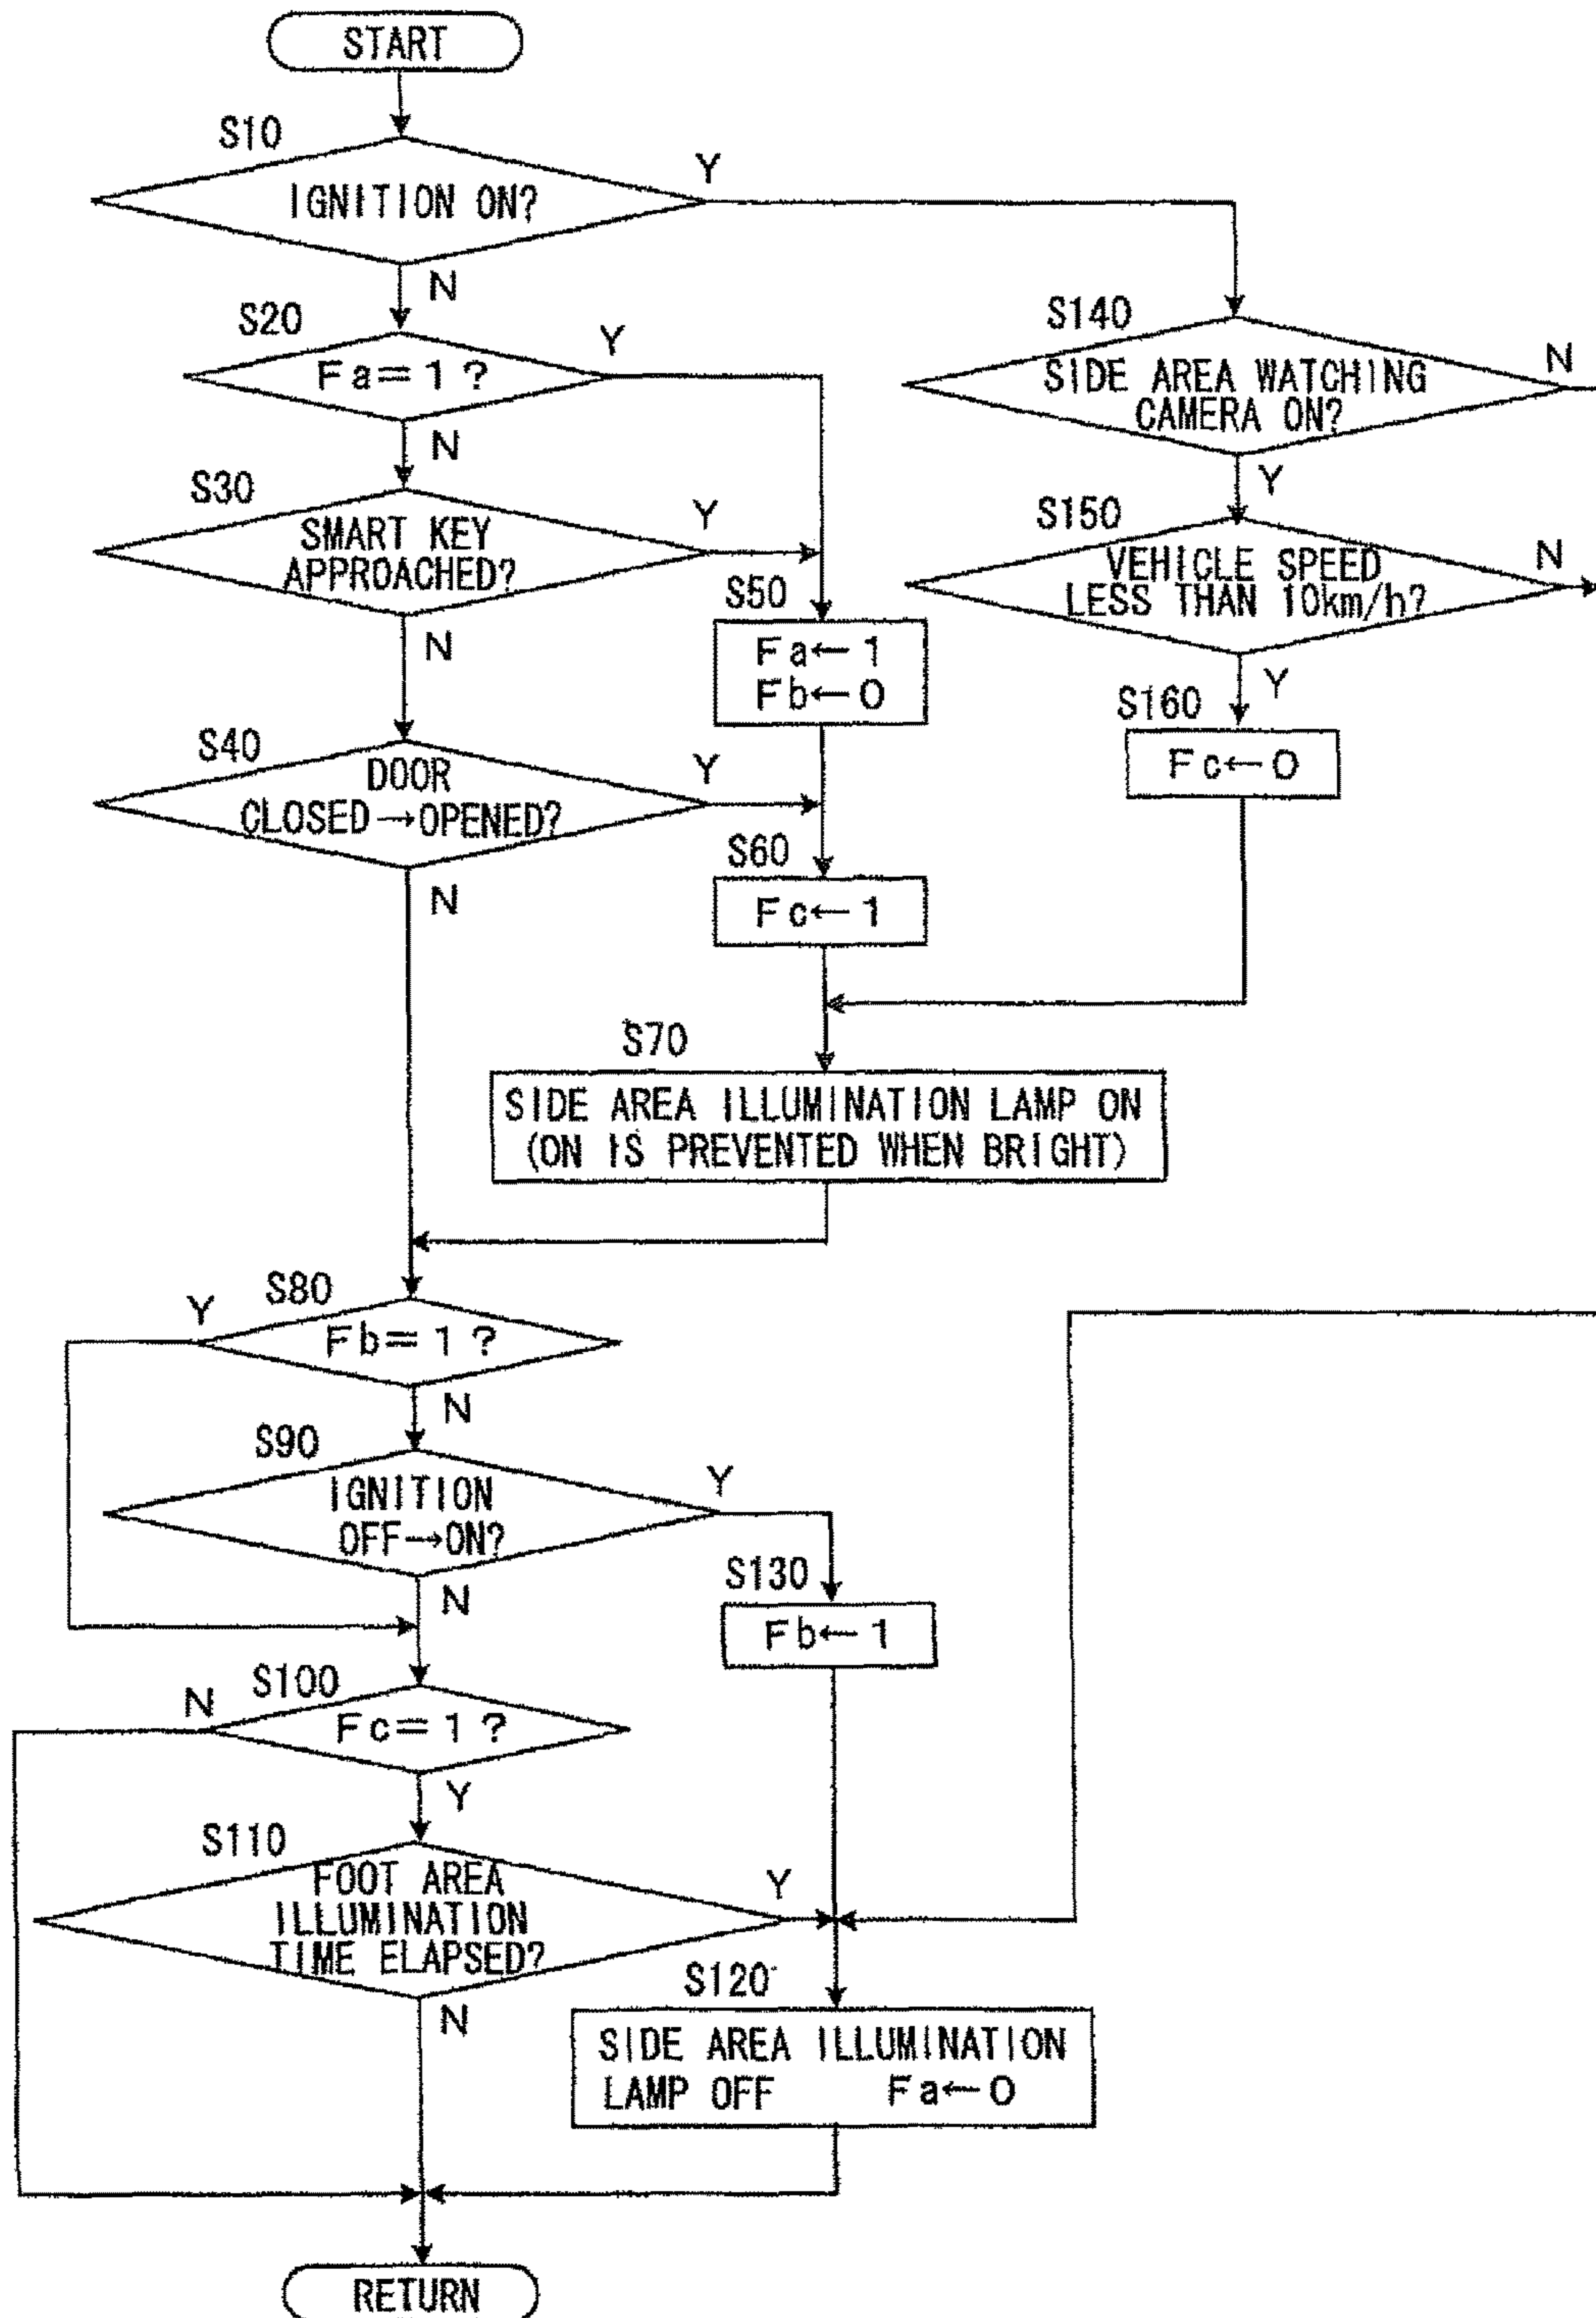 START
S10
IGNITION ON?
Y
N
S20
Fa=1?
Y
N
S30
SMART KEY
APPROACHED?
Y
N
S40
DOOR
CLOSED→OPENED?
Y
N
S50
Fa←1
Fb←0
S60
Fc←1
S140
SIDE AREA WATCHING
CAMERA ON?
N
Y
S150
VEHICLE SPEED
LESS THAN 10km/h?
N
Y
S160
Fc←0
S70
SIDE AREA ILLUMINATION LAMP ON
(ON IS PREVENTED WHEN BRIGHT)
S80
Y
Fb=1?
N
S90
IGNITION
OFF→ON?
Y
N
S130
Fb←1
S100
N
Fc=1?
Y
S110
FOOT AREA
ILLUMINATION
TIME ELAPSED?
Y
N
S120
SIDE AREA ILLUMINATION
LAMP OFF Fa←0
RETURN